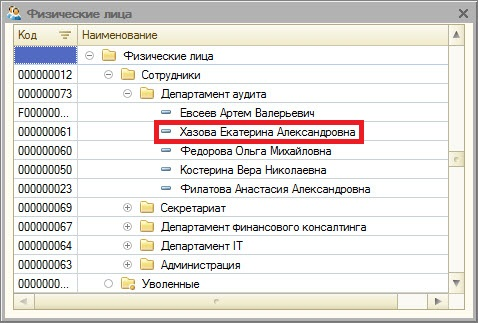 Физические лица
Код Наименование
Физические лица
000000012 Сотрудники
000000073 Департамент аудита
F000000... Евсеев Артем Валерьевич
000000061 Хазова Екатерина Александровна
000000060 Федорова Ольга Михайловна
000000050 Костерина Вера Николаевна
000000023 Филатова Анастасия Александровна
000000069 Секретариат
000000067 Департамент финансового консалтинга
000000064 Департамент IT
000000063 Администрация
00000000... Уволенные